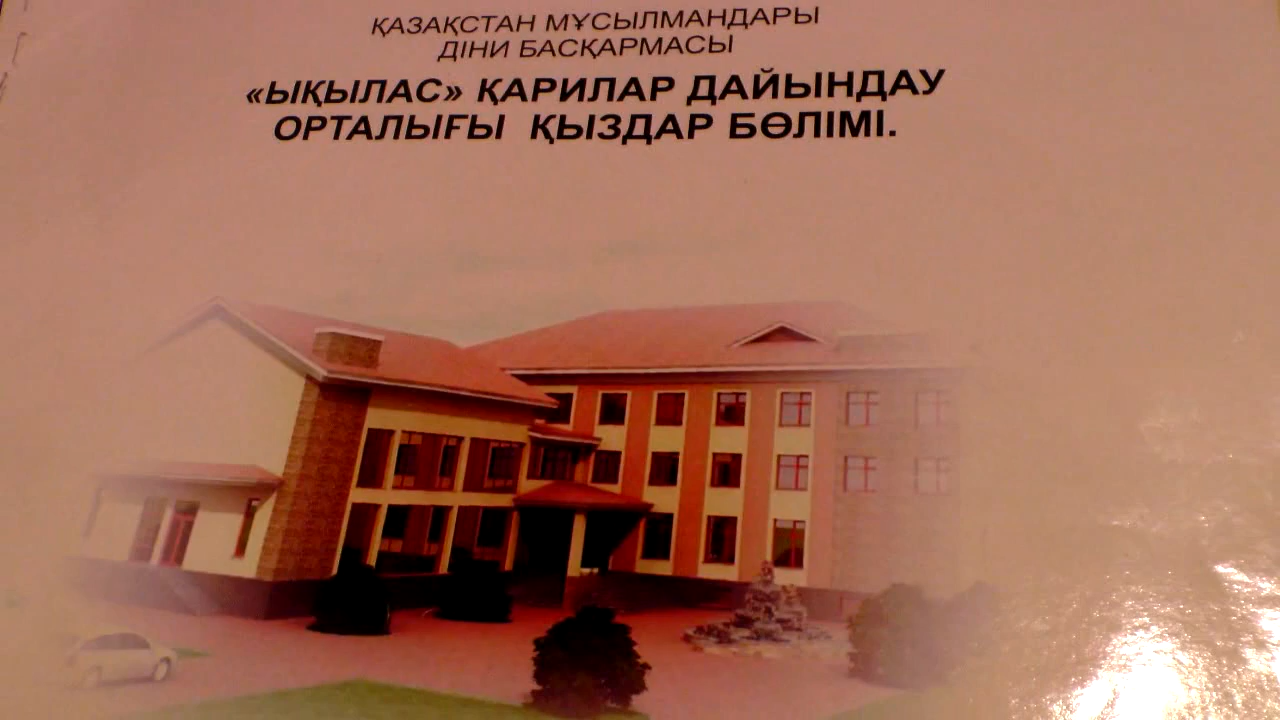 ҚАЗАҚСТАН МҰСЫЛМАНДАРЫ
ДІНИ БАСҚАРМАСЫ
«ЫҚЫЛАС» ҚАРИЛАР ДАЙЫНДАУ
ОРТАЛЫҒЫ ҚЫЗДАР БӨЛІМІ.